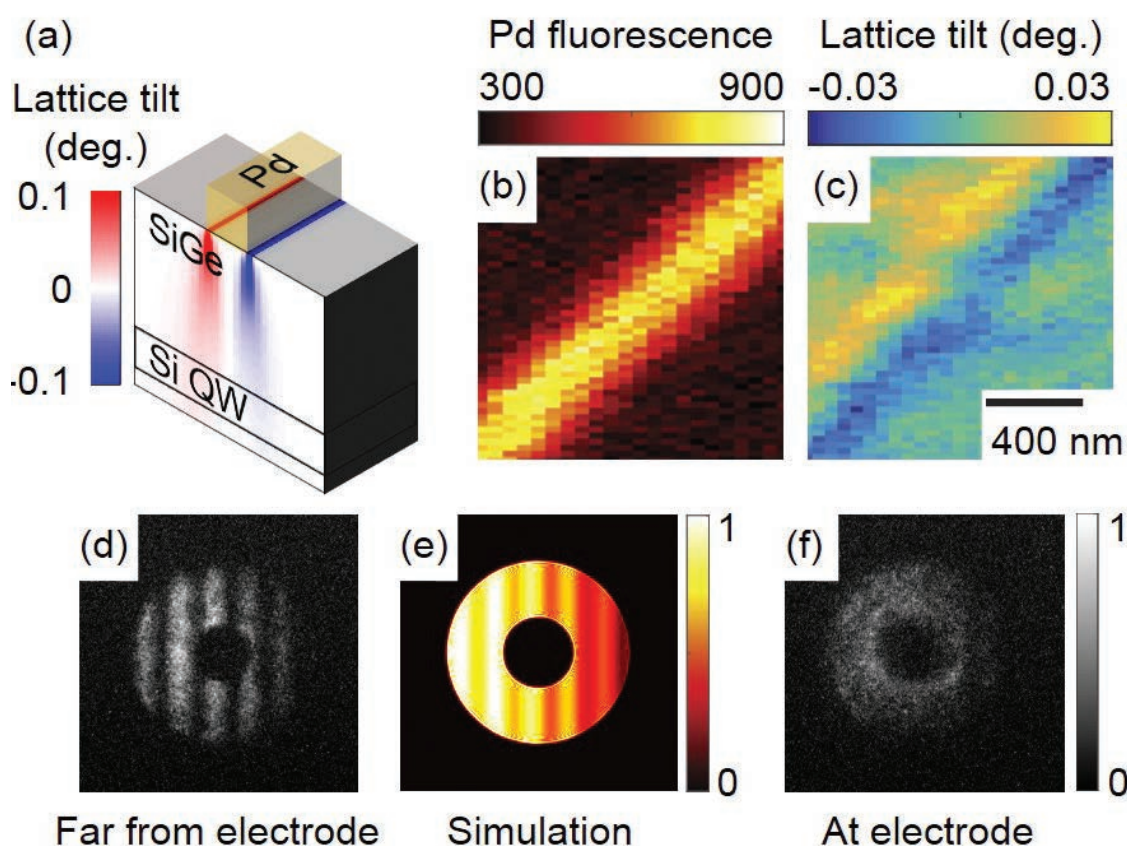 (a)
Lattice tilt
(deg.)
0.1
0
-0.1
Pd
SiGe
Si QW
Pd fluorescence
300 900
(b)
Lattice tilt (deg.)
-0.03 0.03
(c)
400 nm
(d)
Far from electrode
(e)
1
0
Simulation
(f)
1
0
At electrode